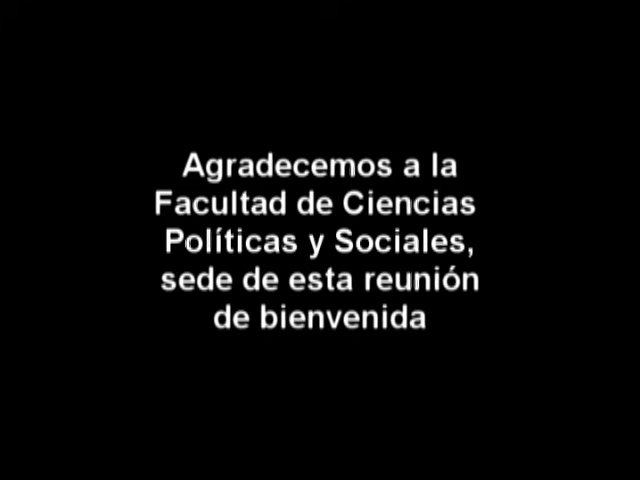 Agradecemos a la
Facultad de Ciencias
Políticas y Sociales,
sede de esta reunión
de bienvenida